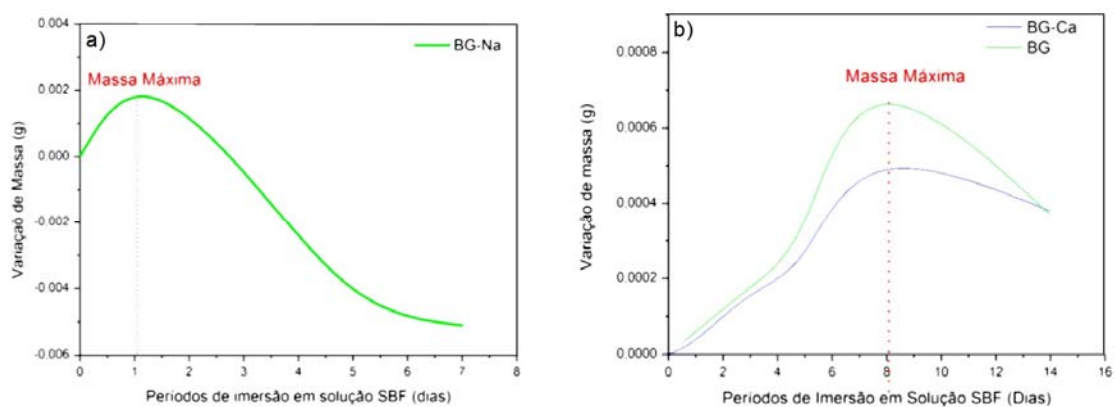 a)
BG-Na
Massa Máxima
Variação de Massa (g)
0.004
0.002
0.000
-0.002
-0.004
-0.006
0 1 2 3 4 5 6 7 8
Periodos de imersão em solução SBF (dias)
b)
BG-Ca
BG
Massa Máxima
Variação de massa (g)
0.0008
0.0006
0.0004
0.0002
0.0000
0 2 4 6 8 10 12 14 16
Periodos de Imersão em Solução SBF (Dias)